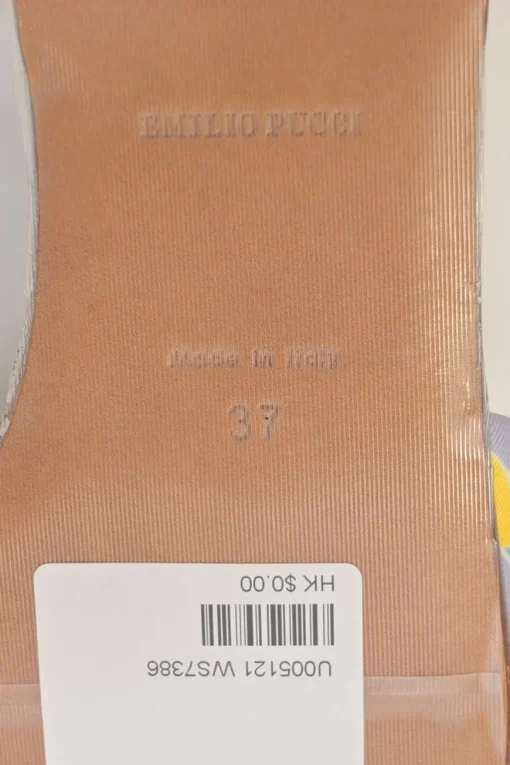 EMILIO PUCCI
Made in Italy
37
U005121 WS7386
HK $0.00